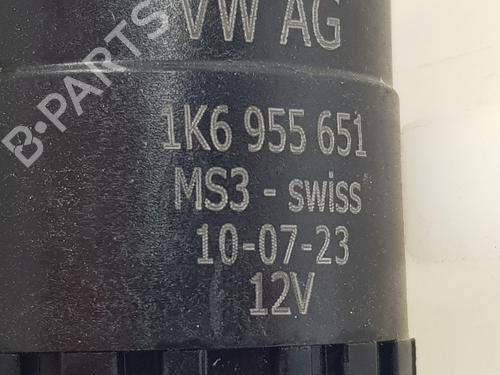 VW AG
B-PARTS
1K6 955 651
MS3 - swiss
10-07-23
12V